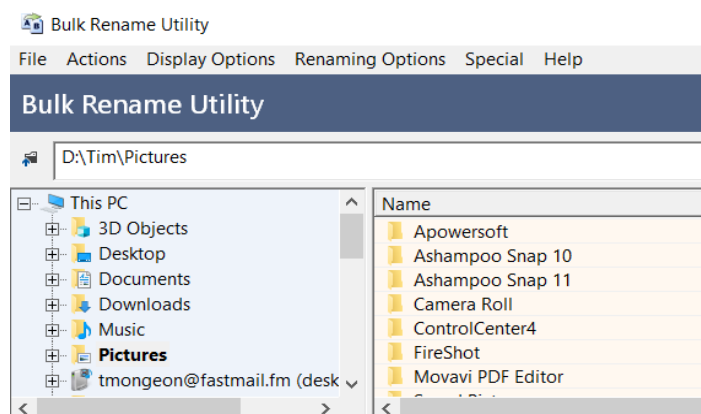 Bulk Rename Utility
File Actions Display Options Renaming Options Special Help
Bulk Rename Utility
D:\Tim\Pictures
This PC
3D Objects
Desktop
Documents
Downloads
Music
Pictures
tmongeon@fastmail.fm (desk
Name
Apowersoft
Ashampoo Snap 10
Ashampoo Snap 11
Camera Roll
ControlCenter4
FireShot
Movavi PDF Editor